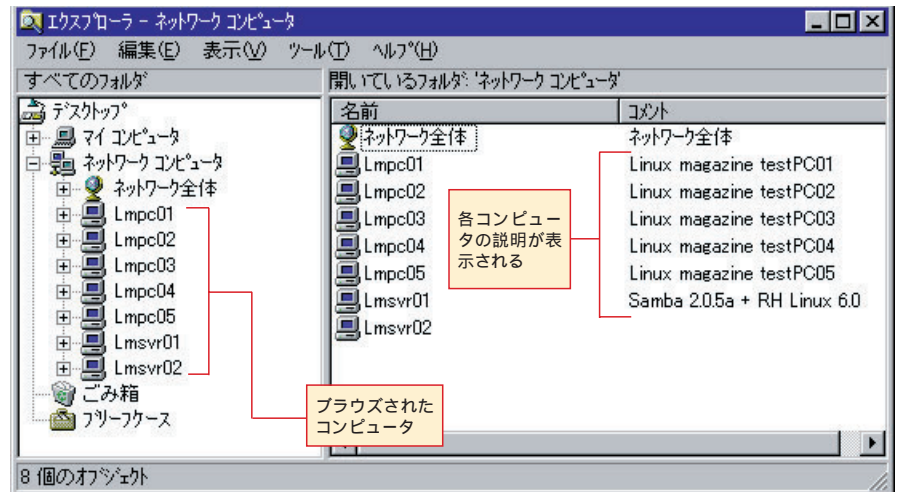 エクスプローラ - ネットワーク コンピュータ
ファイル(F) 編集(E) 表示(V) ツール(T) ヘルプ(H)
すべてのフォルダ
開いているフォルダ: 'ネットワーク コンピュータ'
デスクトップ
マイ コンピュータ
ネットワーク コンピュータ
ネットワーク全体
Lmpc01
Lmpc02
Lmpc03
Lmpc04
Lmpc05
Lmsvr01
Lmsvr02
ごみ箱
ブリーフケース
ブラウズされた
コンピュータ
名前 コメント
ネットワーク全体 ネットワーク全体
Lmpc01 Linux magazine testPC01
Lmpc02 Linux magazine testPC02
Lmpc03 Linux magazine testPC03
Lmpc04 Linux magazine testPC04
Lmpc05 Linux magazine testPC05
Lmsvr01 Samba 2.0.5a + RH Linux 6.0
Lmsvr02
各コンピュー
タの説明が表
示される
8 個のオブジェクト